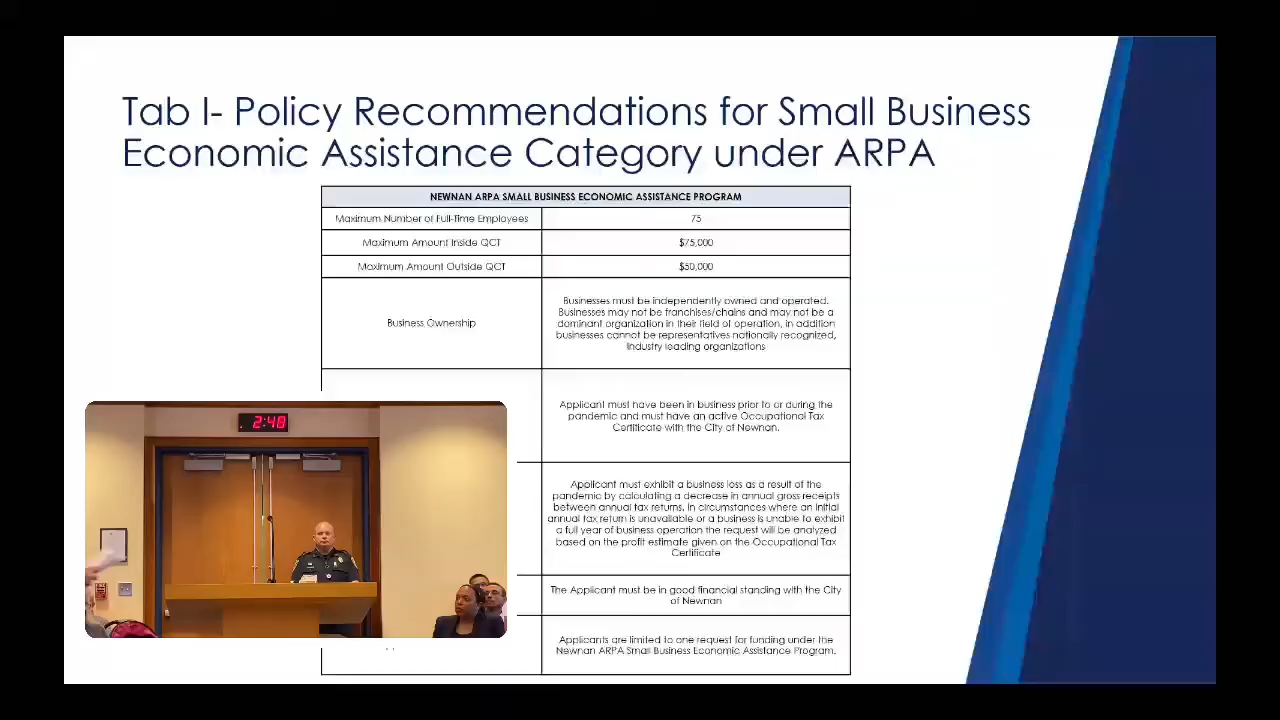 Tab I- Policy Recommendations for Small Business
Economic Assistance Category under ARPA
NEWNAN ARPA SMALL BUSINESS ECONOMIC ASSISTANCE PROGRAM
Maximum Number of Full-Time Employees
75
Maximum Amount Inside QCT
$75,000
Maximum Amount Outside QCT
$50,000
Business Ownership
Businesses must be independently owned and operated.
Businesses may not be franchises/chains and may not be a
dominant organization in their field of operation, in addition
businesses cannot be representatives nationally recognized,
industry leading organizations
Applicant must have been in business prior to or during the
pandemic and must have an active Occupational Tax
Certificate with the City of Newnan.
Applicant must exhibit a business loss as a result of the
pandemic by calculating a decrease in annual gross receipts
between annual tax returns. In circumstances where an initial
annual tax return is unavailable or a business is unable to exhibit
a full year of business operation the request will be analyzed
based on the profit estimate given on the Occupational Tax
Certificate
The Applicant must be in good financial standing with the City
of Newnan
Applicants are limited to one request for funding under the
Newnan ARPA Small Business Economic Assistance Program.
2:48